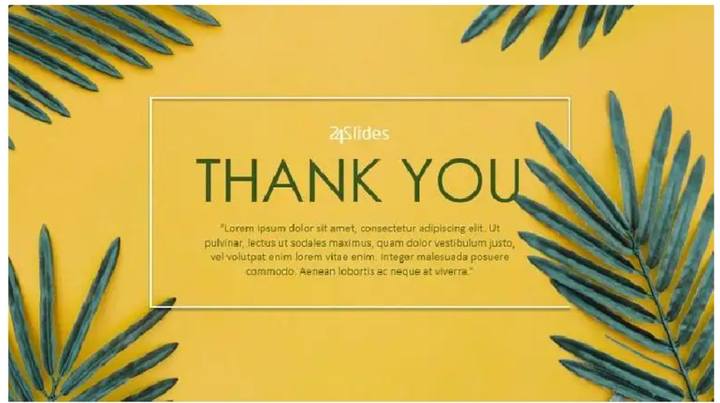 24Slides
THANK YOU
"Lorem ipsum dolor sit amet, consectetur adipiscing elit. Ut
pulvinar, lectus ut sodales maximus, quam dolor vestibulum justo,
vel volutpat enim lorem vitae enim. Integer malesuada posuere
commodo. Aenean lobortis ac neque at viverra."